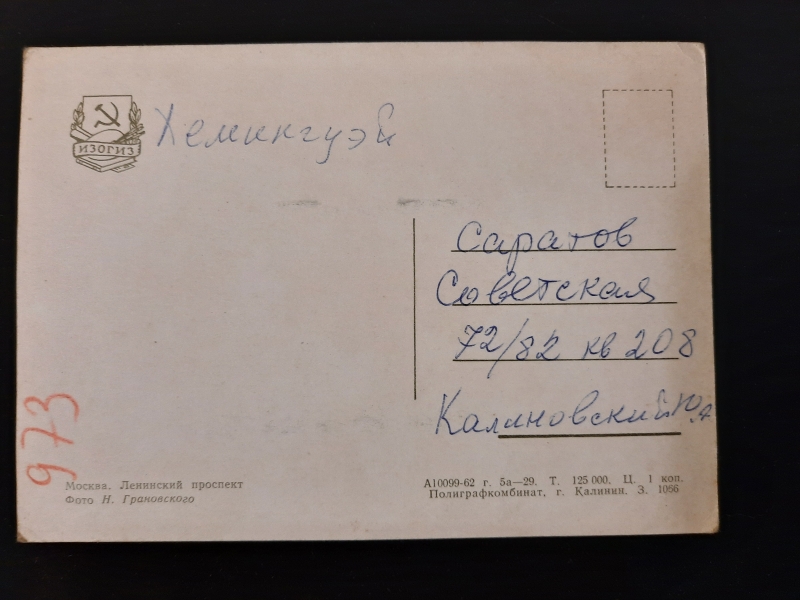 ИЗОГИЗ
Хемингуэй
Саратов
Советская
72/82 кв 208
Калиновский Ю.А
973
Москва. Ленинский проспект
Фото Н. Грановского
А10099-62 г. 5а—29. Т. 125 000. Ц. 1 коп.
Полиграфкомбинат, г. Калинин. З. 1066